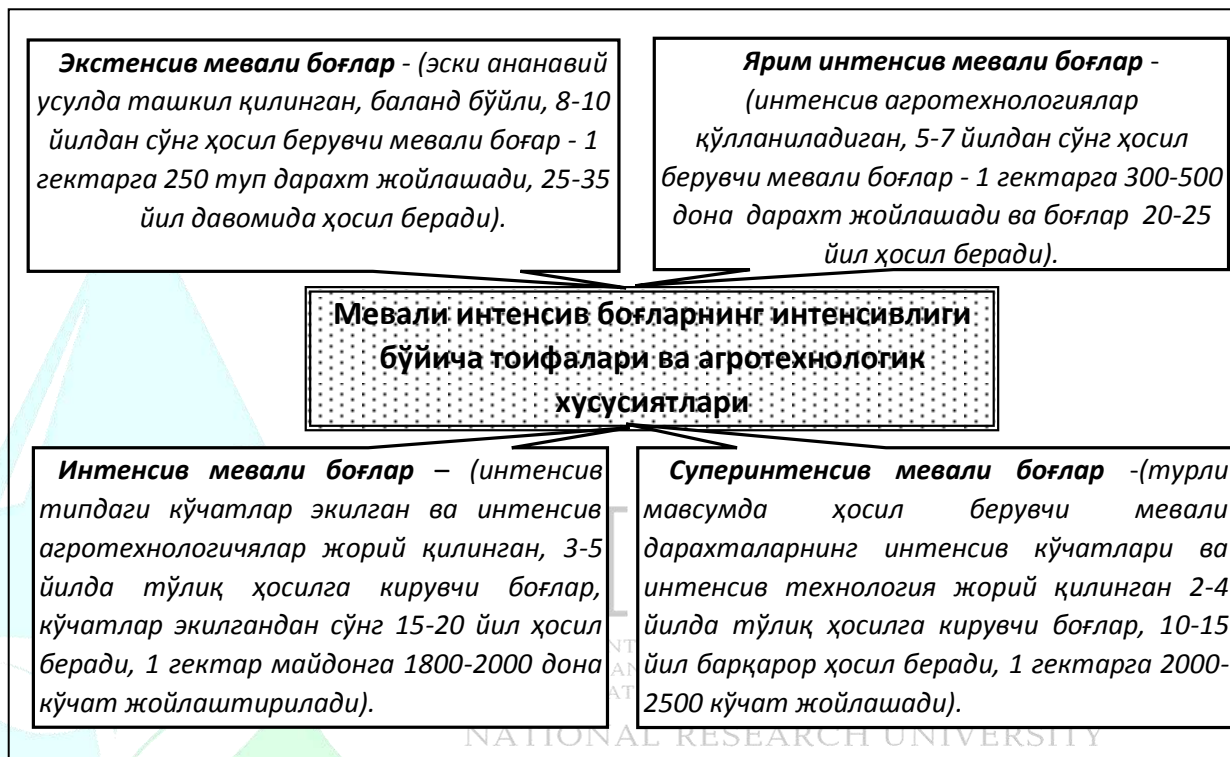 Экстенсив мевали боғлар - (эски ананавий
усулда ташкил қилинган, баланд бўйли, 8-10
йилдан сўнг ҳосил берувчи мевали боғар - 1
гектарга 250 туп дарахт жойлашади, 25-35
йил давомида ҳосил беради).
Ярим интенсив мевали боғлар -
(интенсив агротехнологиялар
қўлланиладиган, 5-7 йилдан сўнг ҳосил
берувчи мевали боғлар - 1 гектарга 300-500
дона дарахт жойлашади ва боғлар 20-25
йил ҳосил беради).
Мевали интенсив боғларнинг интенсивлиги
бўйича тоифалари ва агротехнологик
хусусиятлари
Интенсив мевали боғлар – (интенсив
типдаги кўчатлар экилган ва интенсив
агротехнологичялар жорий қилинган, 3-5
йилда тўлиқ ҳосилга кирувчи боғлар,
кўчатлар экилгандан сўнг 15-20 йил ҳосил
беради, 1 гектар майдонга 1800-2000 дона
кўчат жойлаштирилади).
Суперинтенсив мевали боғлар -(турли
мавсумда ҳосил берувчи мевали
дарахталарнинг интенсив кўчатлари ва
интенсив технология жорий қилинган 2-4
йилда тўлиқ ҳосилга кирувчи боғлар, 10-15
йил барқарор ҳосил беради, 1 гектарга 2000-
2500 кўчат жойлашади).
NATIONAL RESEARCH UNIVERSITY